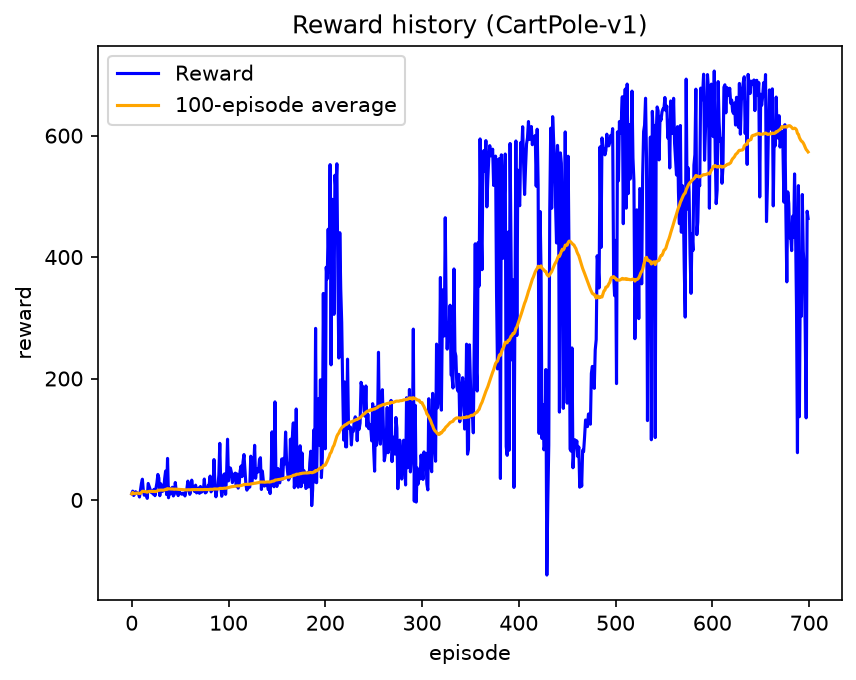 Reward history (CartPole-v1)
Reward
100-episode average
reward
600
400
200
0
0 100 200 300 400 500 600 700
episode